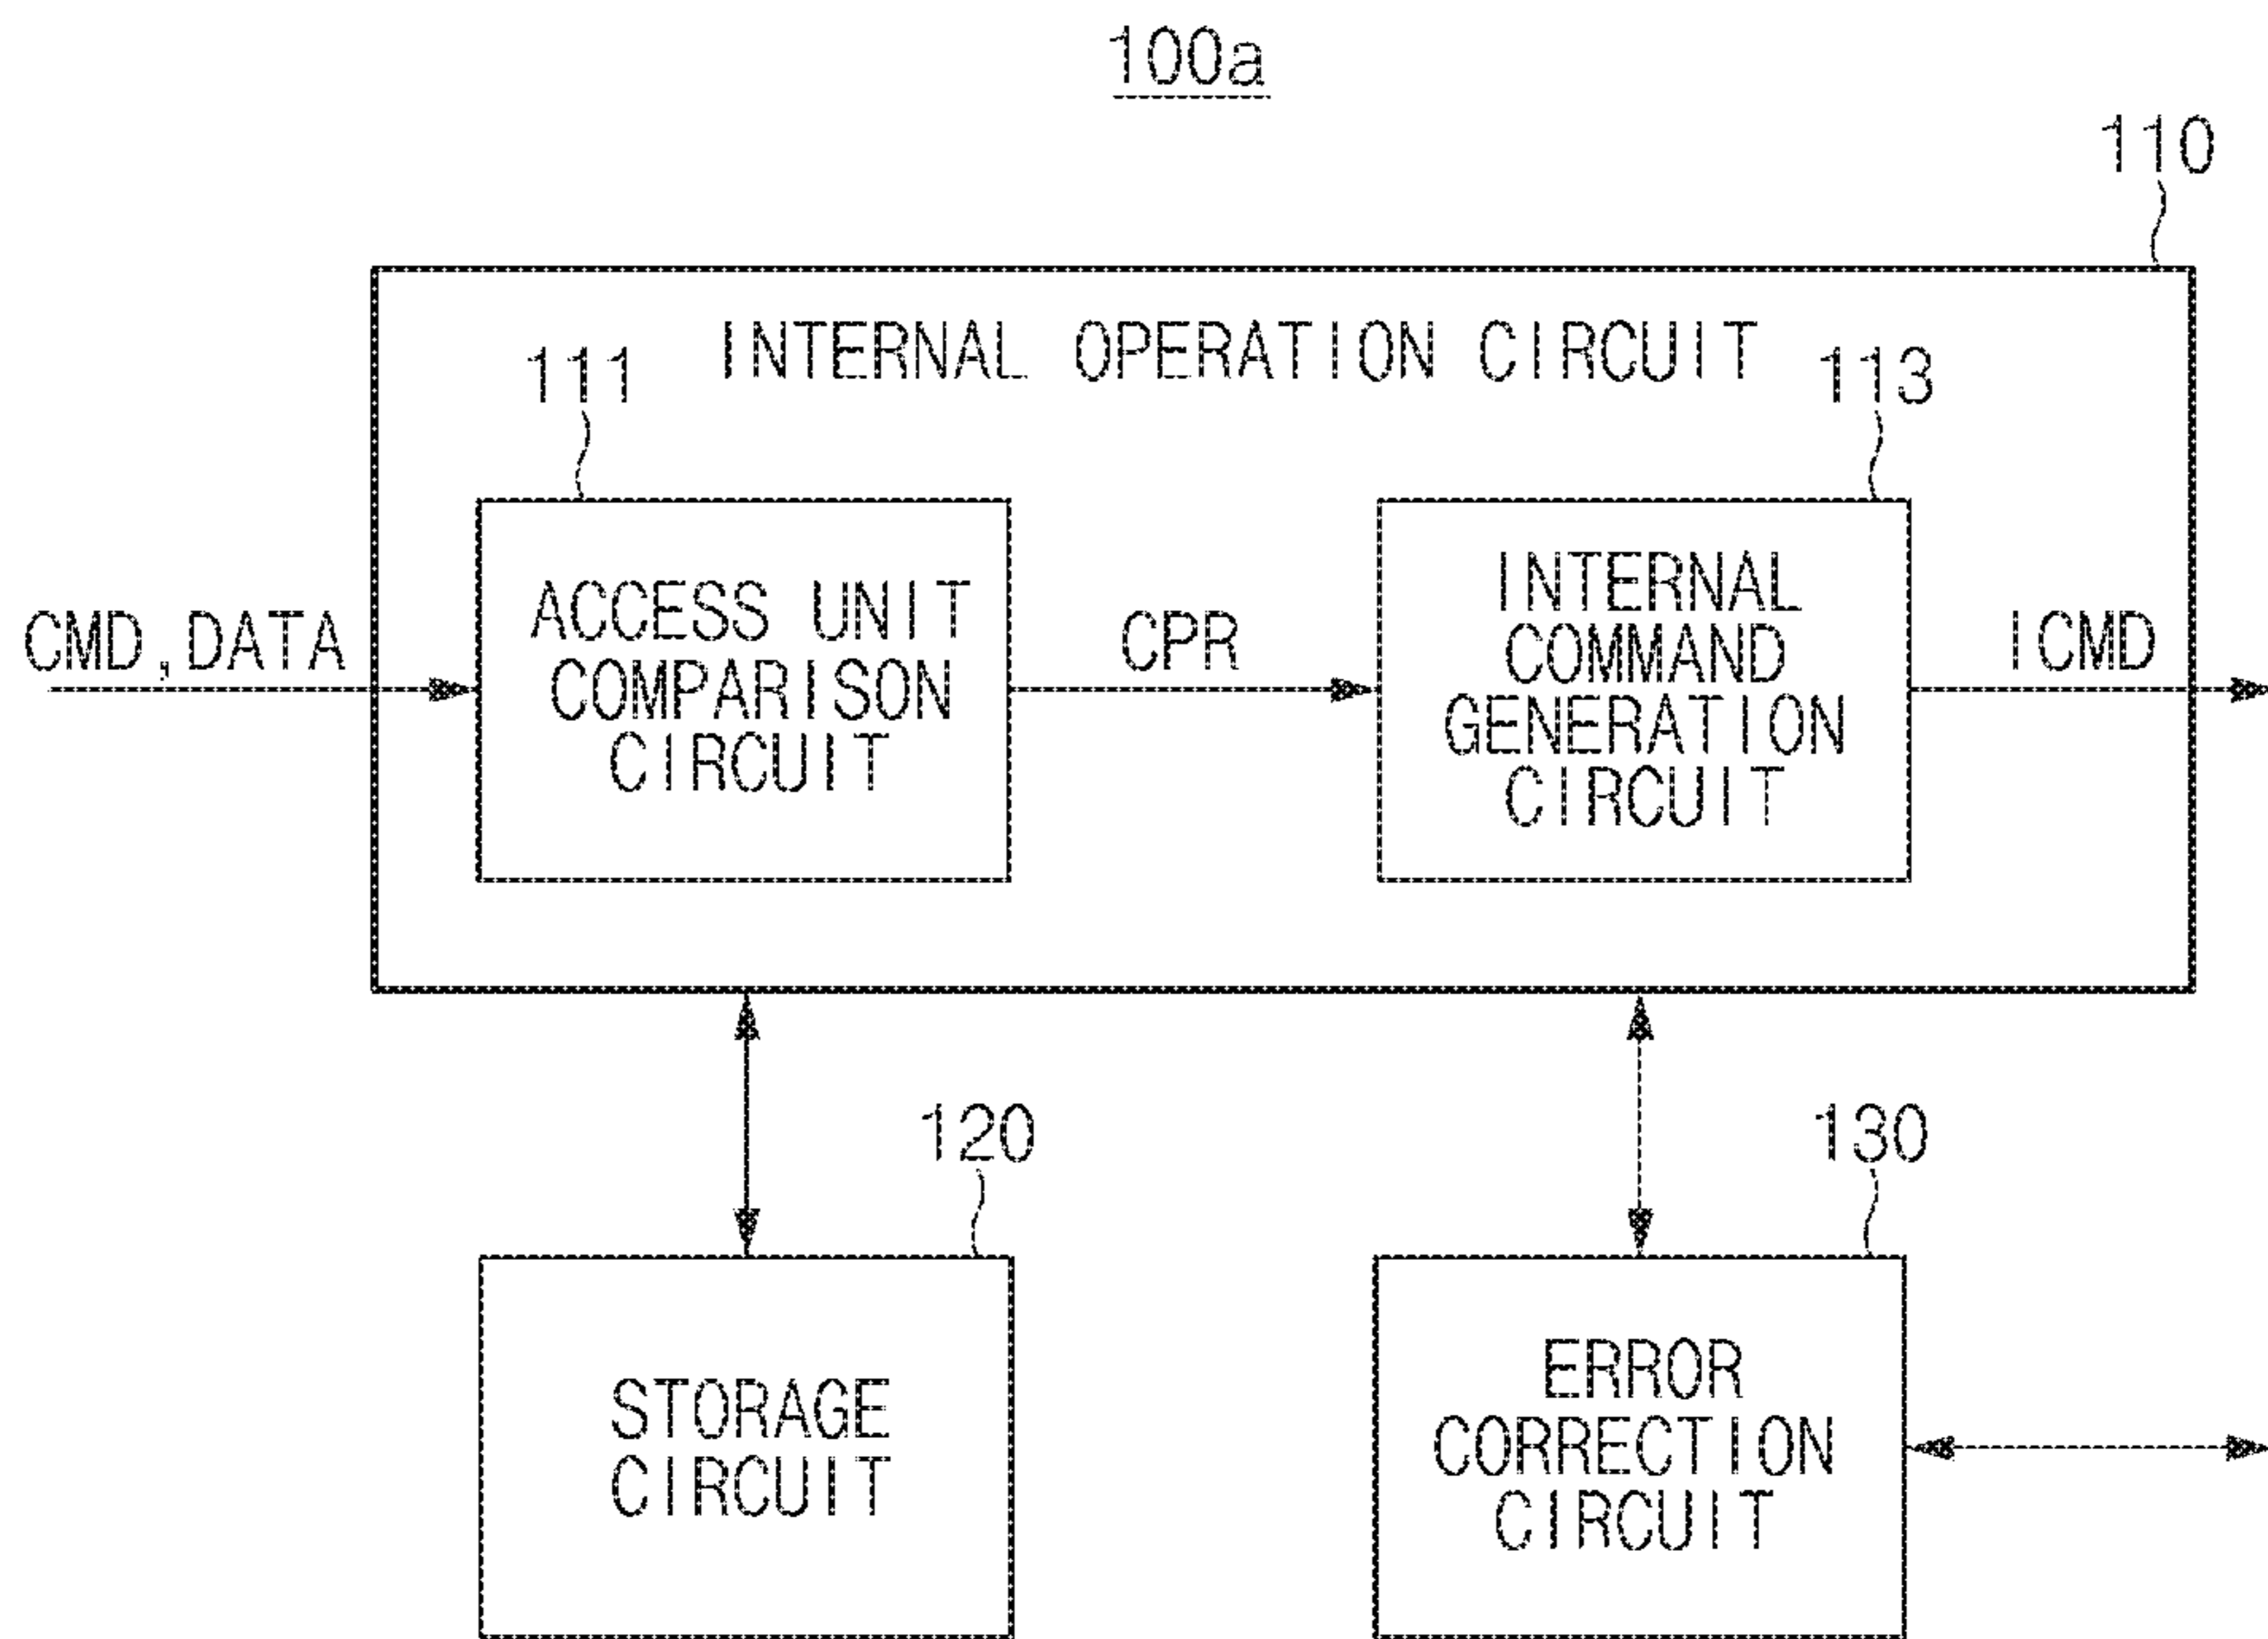 100a
110
INTERNAL OPERATION CIRCUIT
111
113
CMD,DATA
ACCESS UNIT
COMPARISON
CIRCUIT
CPR
INTERNAL
COMMAND
GENERATION
CIRCUIT
ICMD
120
130
STORAGE
CIRCUIT
ERROR
CORRECTION
CIRCUIT